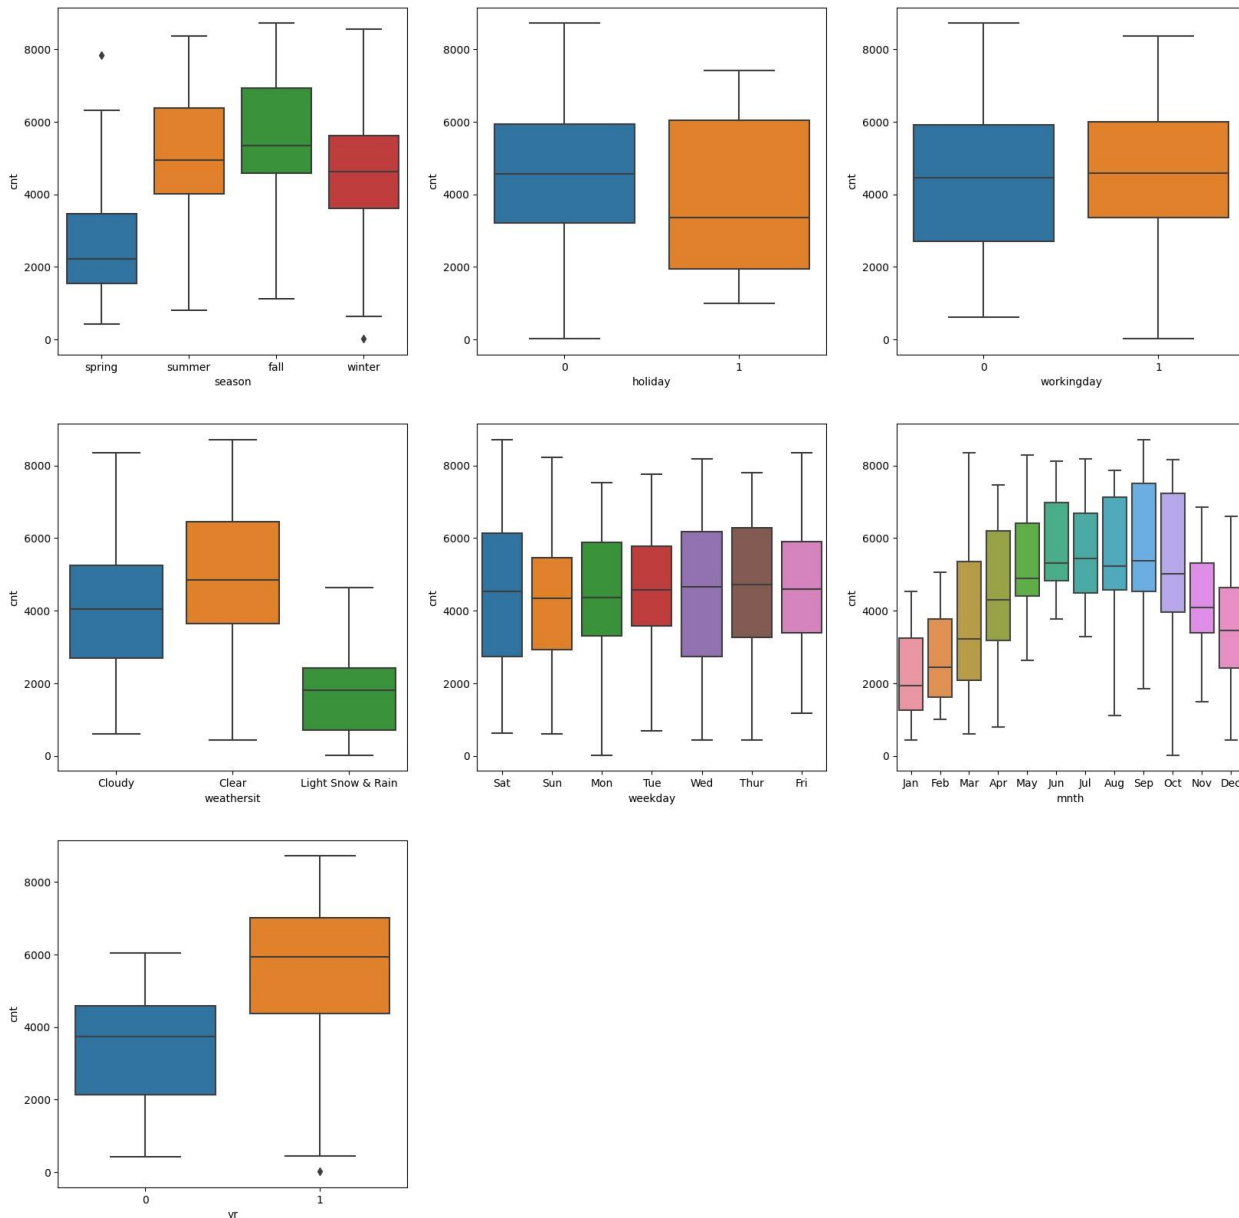 8000
6000
4000
2000
0
cnt
spring summer fall winter
season
8000
6000
4000
2000
0
cnt
0 1
holiday
8000
6000
4000
2000
0
cnt
0 1
workingday
8000
6000
4000
2000
0
cnt
Cloudy Clear Light Snow & Rain
weathersit
8000
6000
4000
2000
0
cnt
Sat Sun Mon Tue Wed Thur Fri
weekday
8000
6000
4000
2000
0
cnt
Jan Feb Mar Apr May Jun Jul Aug Sep Oct Nov Dec
mnth
8000
6000
4000
2000
0
cnt
0 1
yr